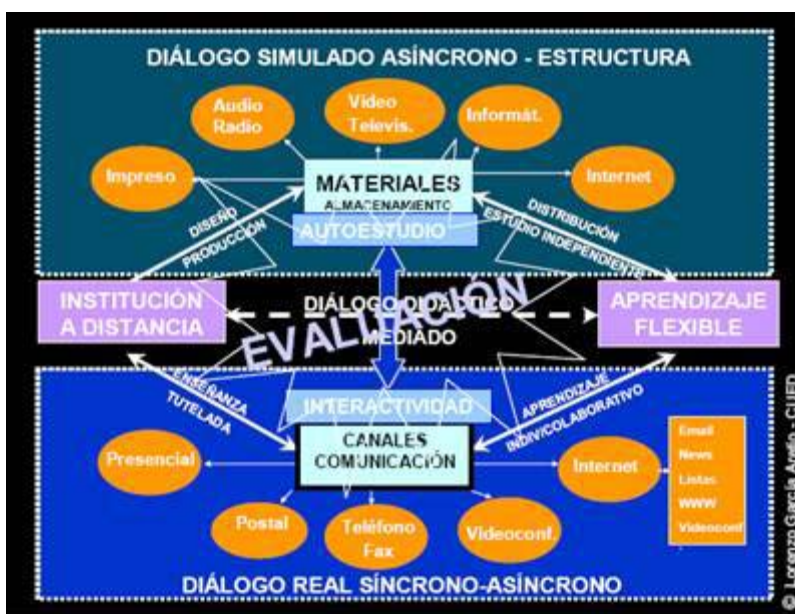 DIÁLOGO SIMULADO ASÍNCRONO - ESTRUCTURA
Audio
Radio
Vídeo
Televis.
Informát.
Impreso
Internet
MATERIALES
ALMACENAMIENTO
AUTOESTUDIO
DISEÑO
PRODUCCIÓN
DISTRIBUCIÓN
ESTUDIO INDEPENDIENTE
INSTITUCIÓN
A DISTANCIA
DIÁLOGO DIDÁCTICO
MEDIADO
EVALUACIÓN
APRENDIZAJE
FLEXIBLE
ENSEÑANZA
TUTELADA
INTERACTIVIDAD
APRENDIZAJE
INDIV/COLABORATIVO
CANALES
COMUNICACIÓN
Presencial
Postal
Teléfono
Fax
Videoconf.
Internet
Email
News
Listas
WWW
Videoconf
DIÁLOGO REAL SÍNCRONO-ASÍNCRONO
© Lorenzo García Aretio - CUED